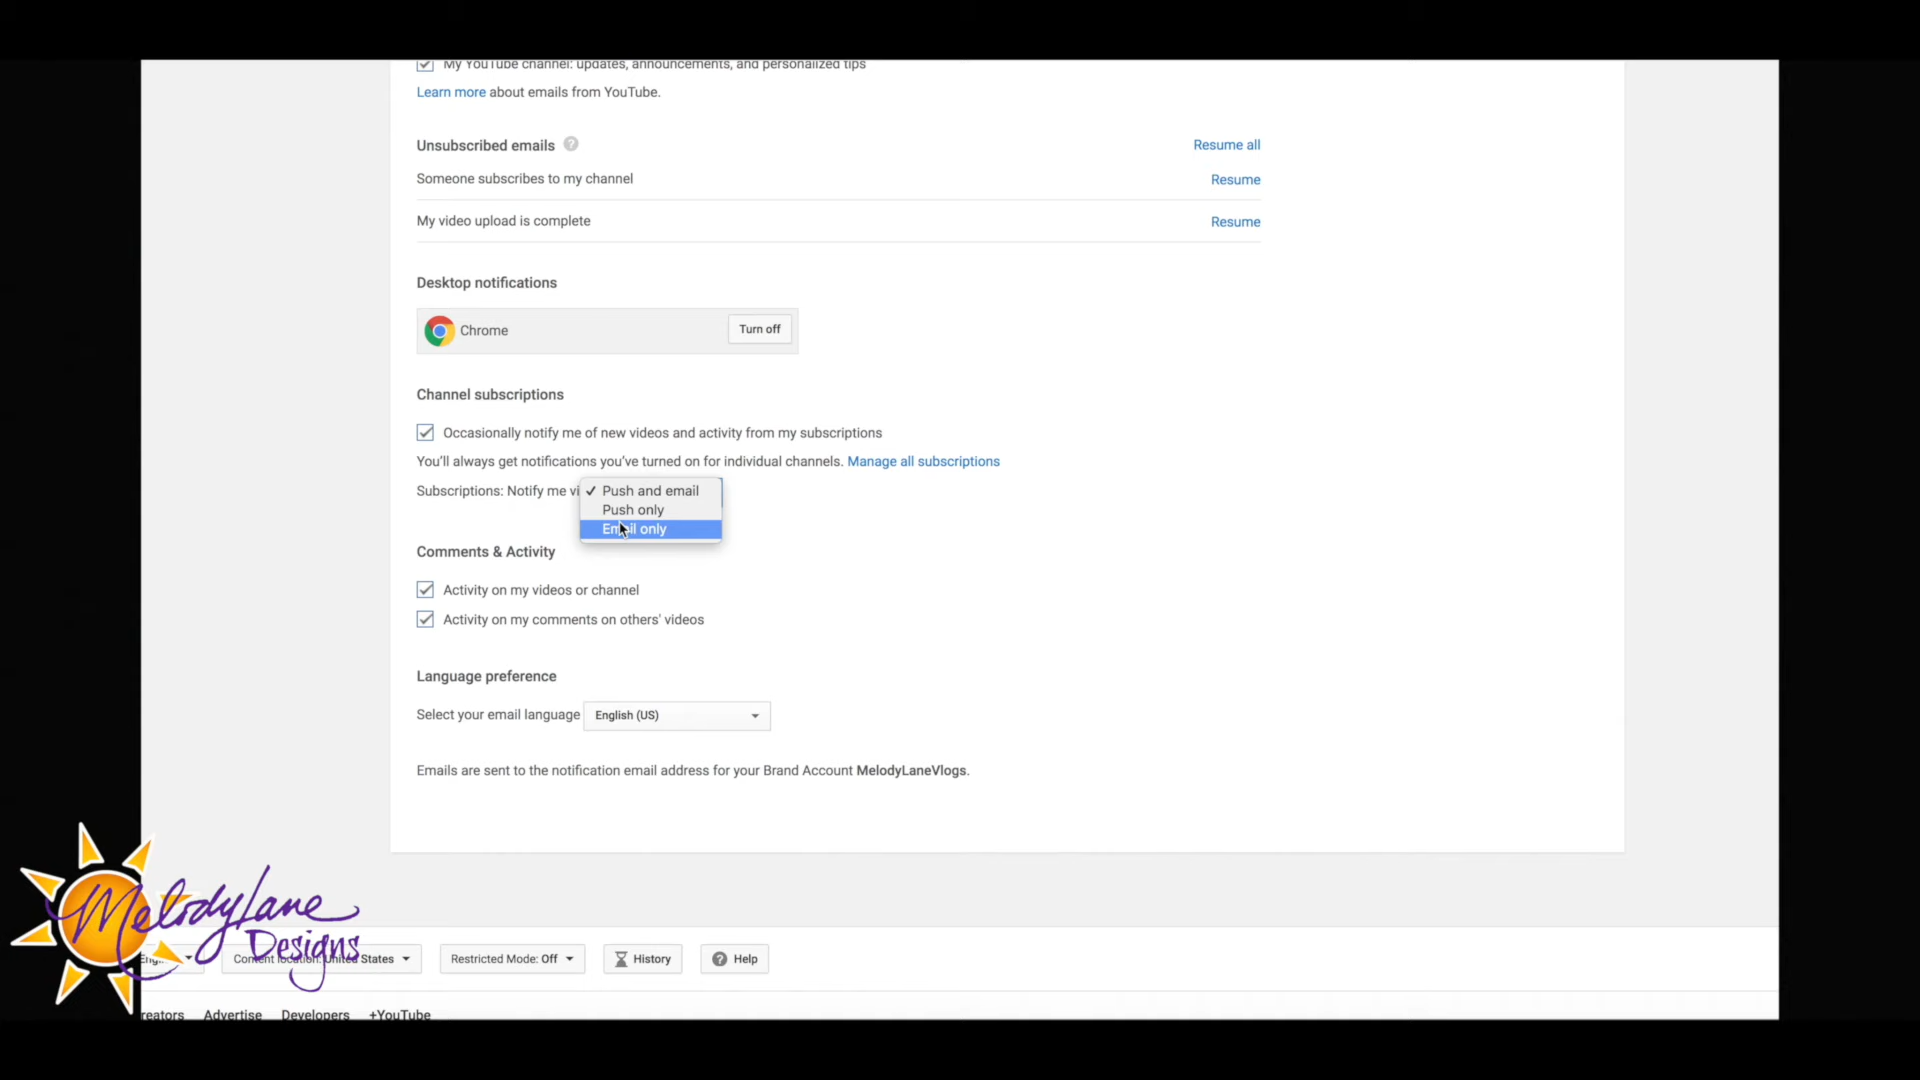 My YouTube channel: updates, announcements, and personalized tips
Learn more about emails from YouTube.
Unsubscribed emails ?
Resume all
Someone subscribes to my channel
Resume
My video upload is complete
Resume
Desktop notifications
Chrome
Turn off
Channel subscriptions
Occasionally notify me of new videos and activity from my subscriptions
You'll always get notifications you've turned on for individual channels. Manage all subscriptions
Subscriptions: Notify me vi
✓ Push and email
Push only
Email only
Comments & Activity
Activity on my videos or channel
Activity on my comments on others' videos
Language preference
Select your email language English (US)
Emails are sent to the notification email address for your Brand Account MelodyLaneVlogs.
MelodyLane
Designs
Content location: United States
Restricted Mode: Off
History
? Help
reators Advertise Developers +YouTube